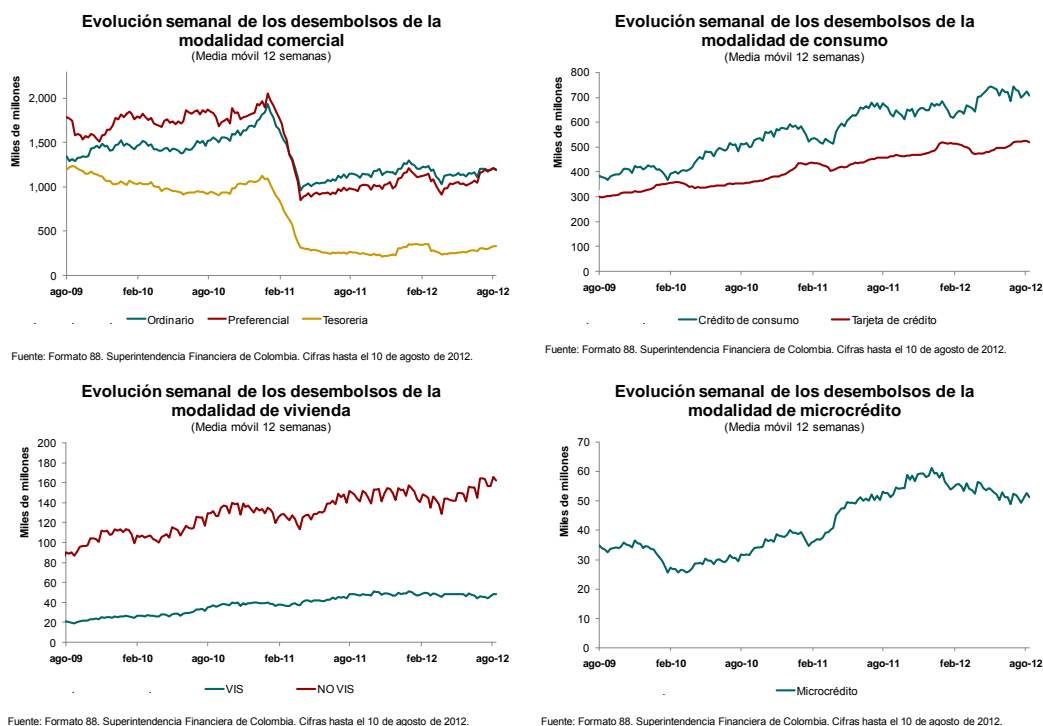 Evolución semanal de los desembolsos de la
modalidad comercial
(Media móvil 12 semanas)
Miles de millones
2,000
1,500
1,000
500
0
ago-09 feb-10 ago-10 feb-11 ago-11 feb-12 ago-12
Ordinario Preferencial Tesoreria
Fuente: Formato 88. Superintendencia Financiera de Colombia. Cifras hasta el 10 de agosto de 2012.
Evolución semanal de los desembolsos de la
modalidad de consumo
(Media móvil 12 semanas)
Miles de millones
800
700
600
500
400
300
200
100
0
ago-09 feb-10 ago-10 feb-11 ago-11 feb-12 ago-12
Crédito de consumo Tarjeta de crédito
Fuente: Formato 88. Superintendencia Financiera de Colombia. Cifras hasta el 10 de agosto de 2012.
Evolución semanal de los desembolsos de la
modalidad de vivienda
(Media móvil 12 semanas)
Miles de millones
200
180
160
140
120
100
80
60
40
20
0
ago-09 feb-10 ago-10 feb-11 ago-11 feb-12 ago-12
VIS NO VIS
Fuente: Formato 88. Superintendencia Financiera de Colombia. Cifras hasta el 10 de agosto de 2012.
Evolución semanal de los desembolsos de la
modalidad de microcrédito
(Media móvil 12 semanas)
Miles de millones
70
60
50
40
30
20
10
0
ago-09 feb-10 ago-10 feb-11 ago-11 feb-12 ago-12
Microcrédito
Fuente: Formato 88. Superintendencia Financiera de Colombia. Cifras hasta el 10 de agosto de 2012.